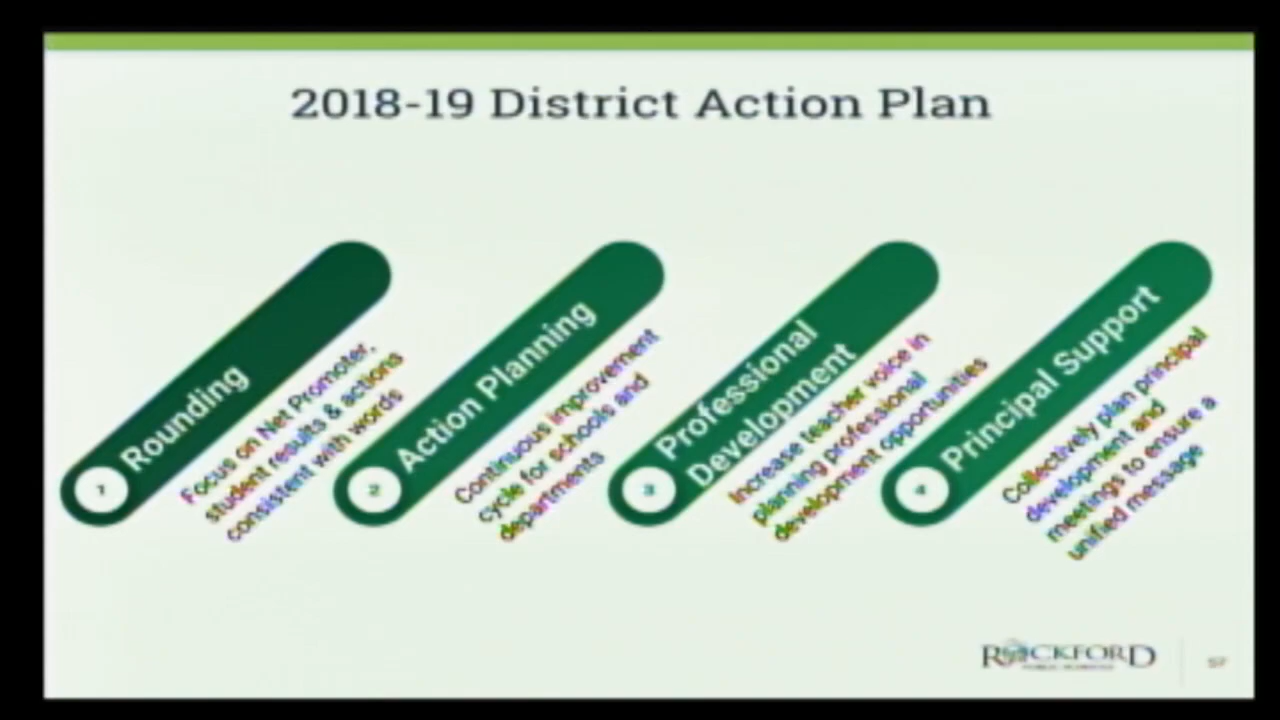 2018-19 District Action Plan
1
Rounding
Focus on Net Promoter,
student results & actions
consistent with words
2
Action Planning
Continuous improvement
cycle for schools and
departments
3
Professional
Development
Increase teacher voice in
planning professional
development opportunities
4
Principal Support
Collectively plan principal
development and
meetings to ensure a
unified message
ROCKFORD
PUBLIC SCHOOLS
57